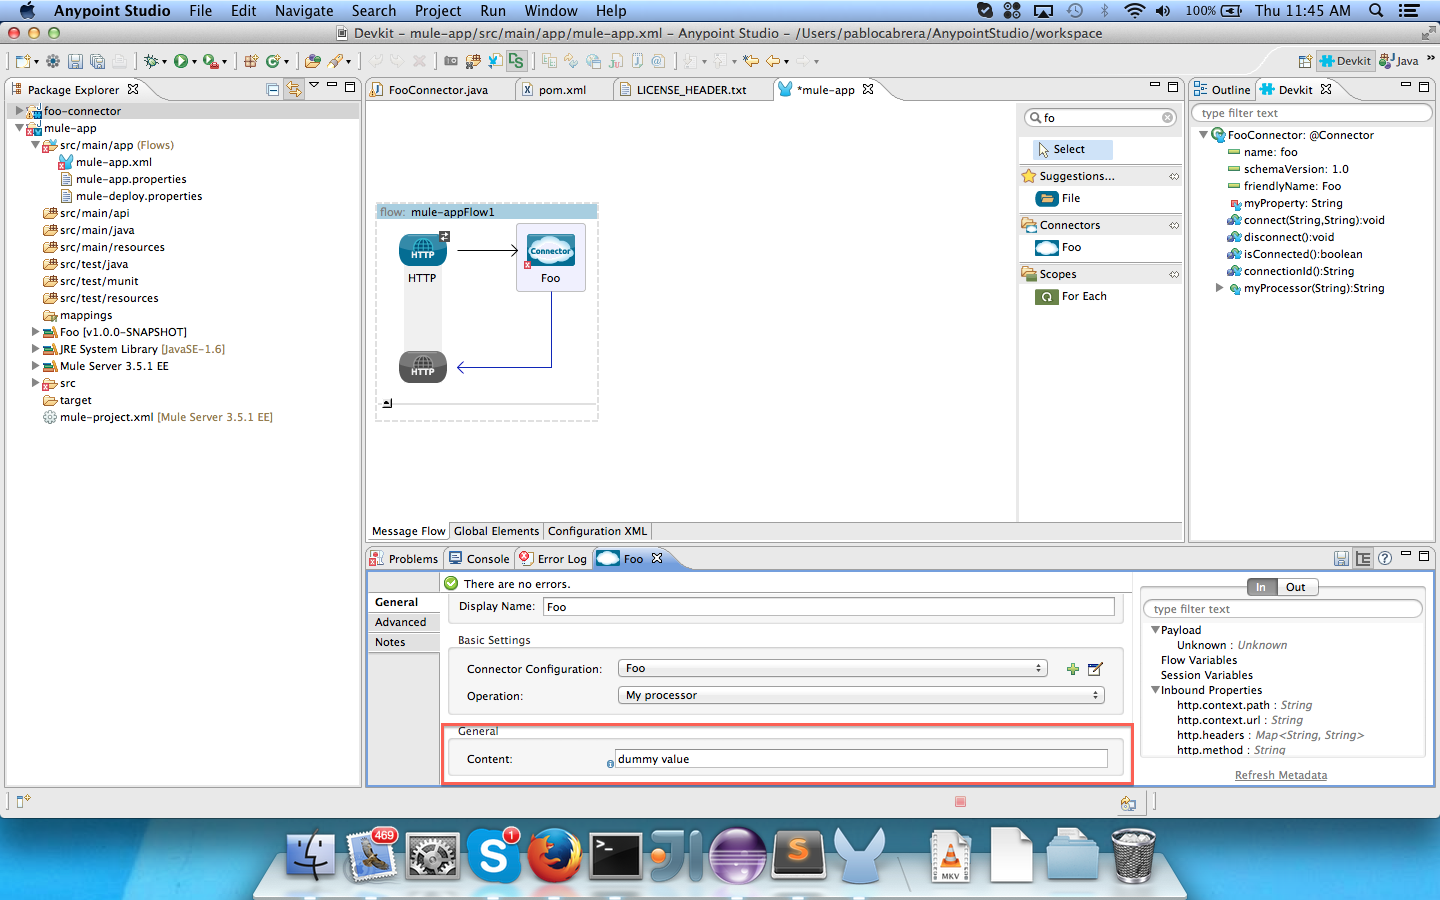 Anypoint Studio File Edit Navigate Search Project Run Window Help 100% Thu 11:45 AM
Devkit - mule-app/src/main/app/mule-app.xml - Anypoint Studio - /Users/pablocabrera/AnypointStudio/workspace
Devkit Java
Package Explorer
foo-connector
mule-app
src/main/app (Flows)
mule-app.xml
mule-app.properties
mule-deploy.properties
src/main/api
src/main/java
src/main/resources
src/test/java
src/test/munit
src/test/resources
mappings
Foo [v1.0.0-SNAPSHOT]
JRE System Library [JavaSE-1.6]
Mule Server 3.5.1 EE
src
target
mule-project.xml [Mule Server 3.5.1 EE]
FooConnector.java pom.xml LICENSE_HEADER.txt *mule-app
flow: mule-appFlow1
HTTP
HTTP
Connector
Foo
HTTP
fo
Select
Suggestions...
File
Connectors
Foo
Scopes
For Each
Message Flow Global Elements Configuration XML
Outline Devkit
type filter text
FooConnector: @Connector
name: foo
schemaVersion: 1.0
friendlyName: Foo
myProperty: String
connect(String,String):void
disconnect():void
isConnected():boolean
connectionId():String
myProcessor(String):String
Problems Console Error Log Foo
General
Advanced
Notes
There are no errors.
Display Name: Foo
Basic Settings
Connector Configuration: Foo
Operation: My processor
General
Content: dummy value
In Out
type filter text
Payload
Unknown : Unknown
Flow Variables
Session Variables
Inbound Properties
http.context.path : String
http.context.url : String
http.headers : Map<String, String>
http.method : String
Refresh Metadata
469
1
MKV